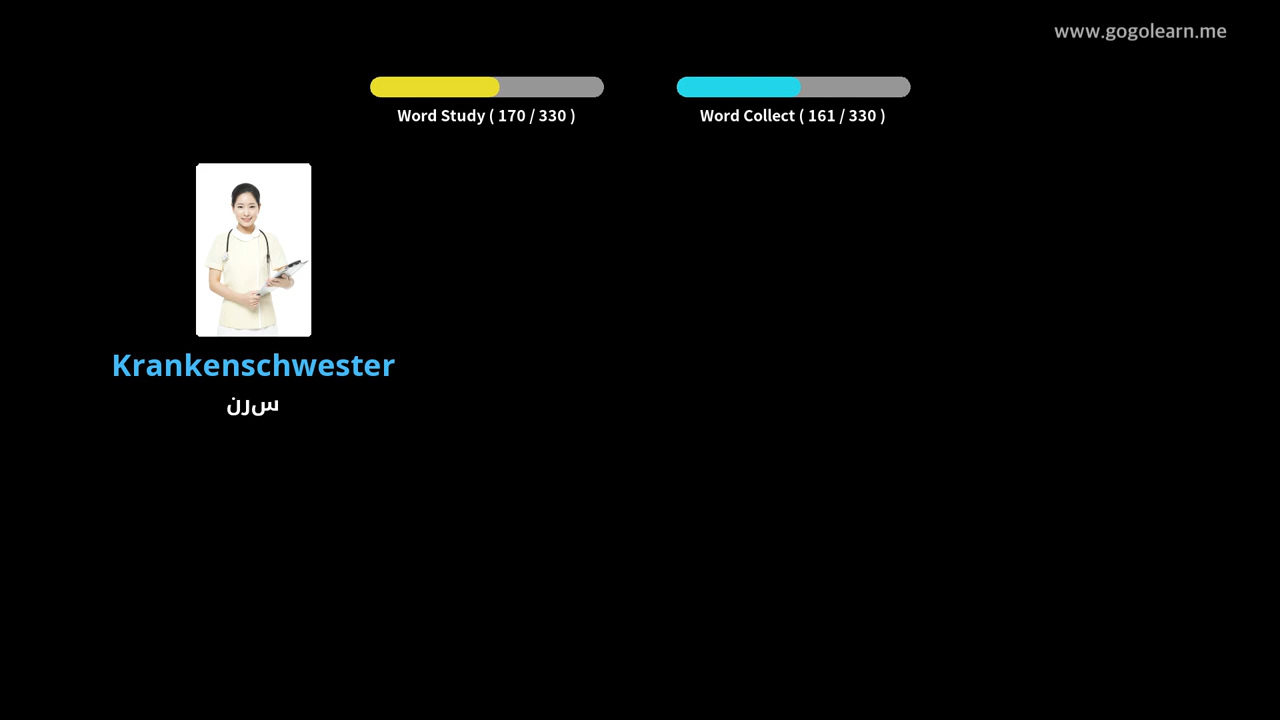 www.gogolearn.me
Word Study ( 170 / 330 )
Word Collect ( 161 / 330 )
Krankenschwester
سرن